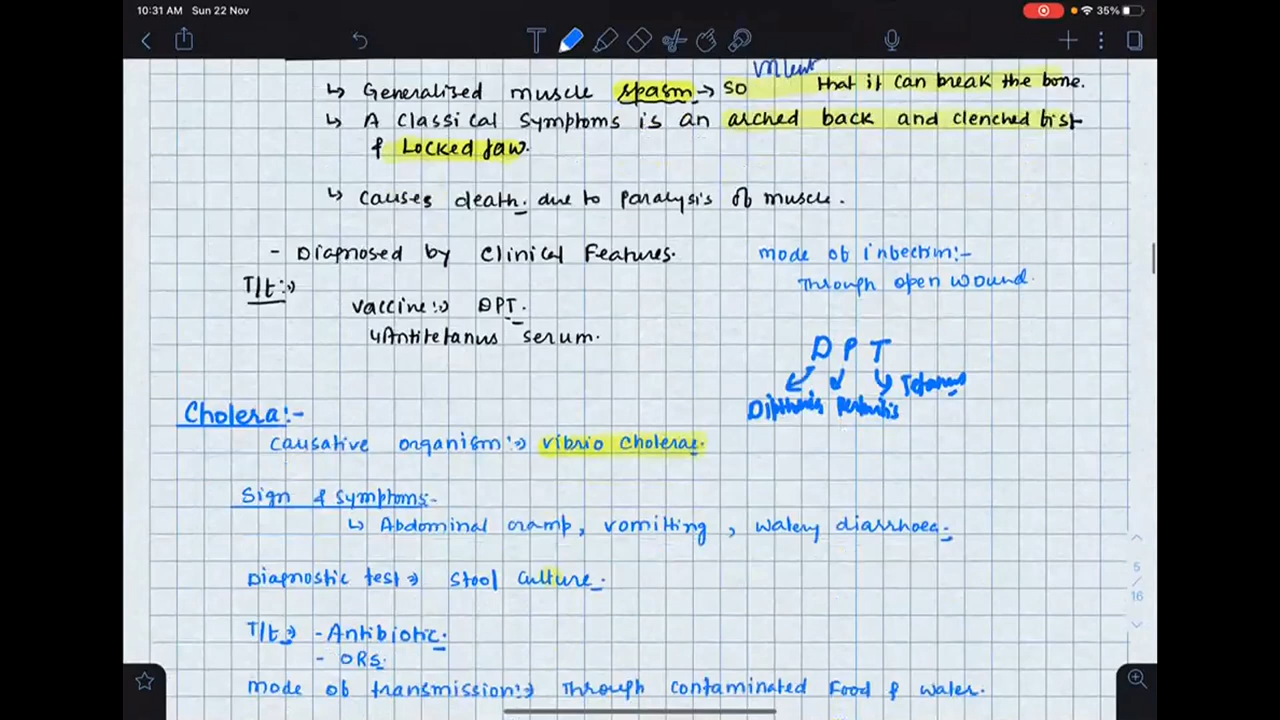 10:31 AM Sun 22 Nov
35%
↳ Generalised muscle spasm → so that it can break the bone.
↳ A Classical Symptoms is an arched back and clenched fist
& Locked Jaw.
↳ Causes death due to paralysis of muscle.
- Diagnosed by Clinical Features.
mode of infection:-
Through open wound.
T/t:→
vaccine:→ DPT.
↳Antitetanus serum.
D P T
Tetanus
Cholera:-
causative organism:→ vibrio cholerae.
Sign & symptoms-
↳ Abdominal cramp, vomitting, watery diarrhoea.
Diagnostic test→ Stool culture.
T/t→ - Antibiotic.
- ORS.
mode of transmission:→ Through contaminated Food & water.
5
/
16